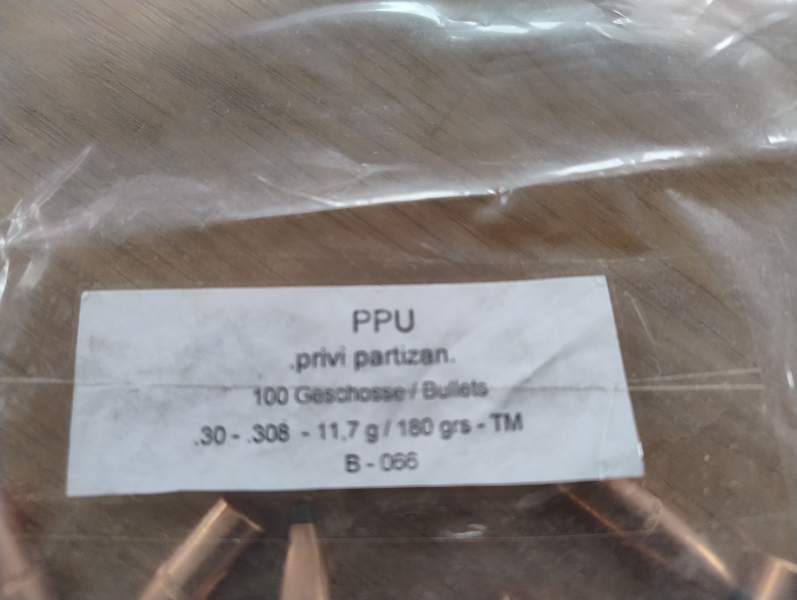 PPU
.privi partizan.
100 Geschosse / Bullets
.30 - .308 - 11,7 g / 180 grs - TM
B - 066